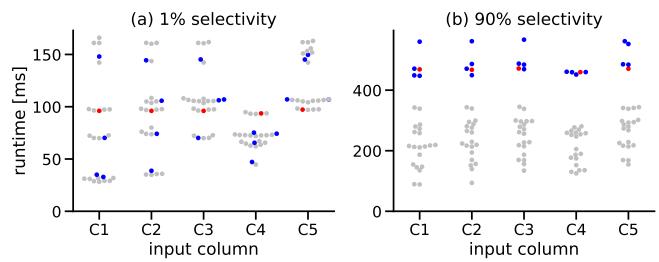 (a) 1% selectivity
(b) 90% selectivity
runtime [ms]
150
100
50
0
C1 C2 C3 C4 C5
input column
400
200
0
C1 C2 C3 C4 C5
input column